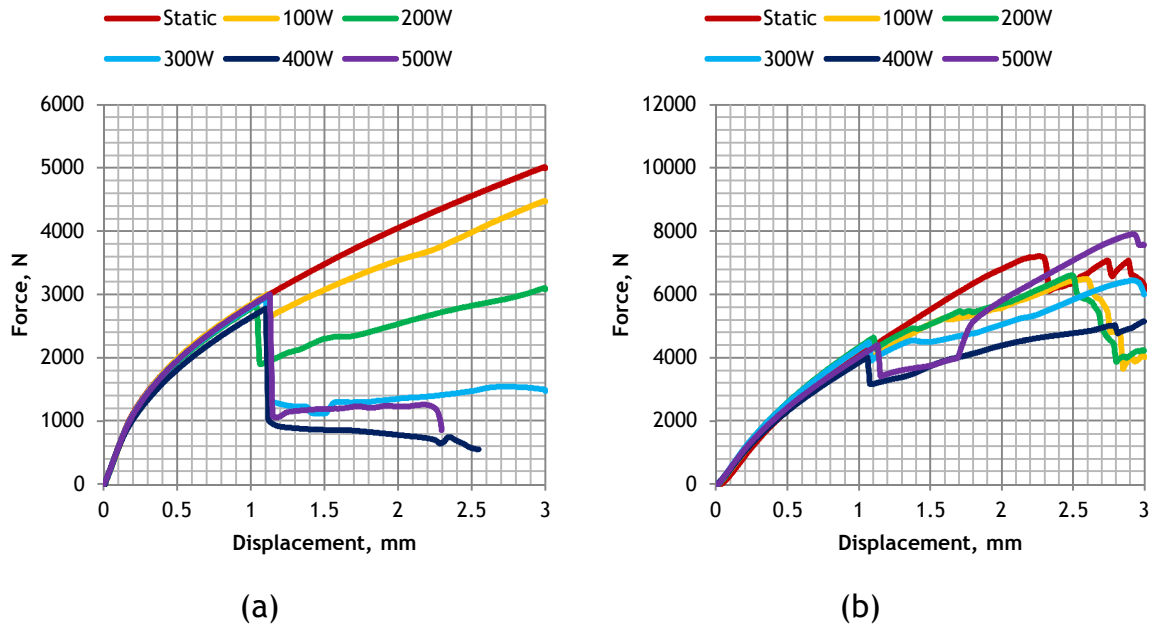 Static 100W 200W
300W 400W 500W
Force, N
6000
5000
4000
3000
2000
1000
0
0 0.5 1 1.5 2 2.5 3
Displacement, mm
(a)
Static 100W 200W
300W 400W 500W
Force, N
12000
10000
8000
6000
4000
2000
0
0 0.5 1 1.5 2 2.5 3
Displacement, mm
(b)